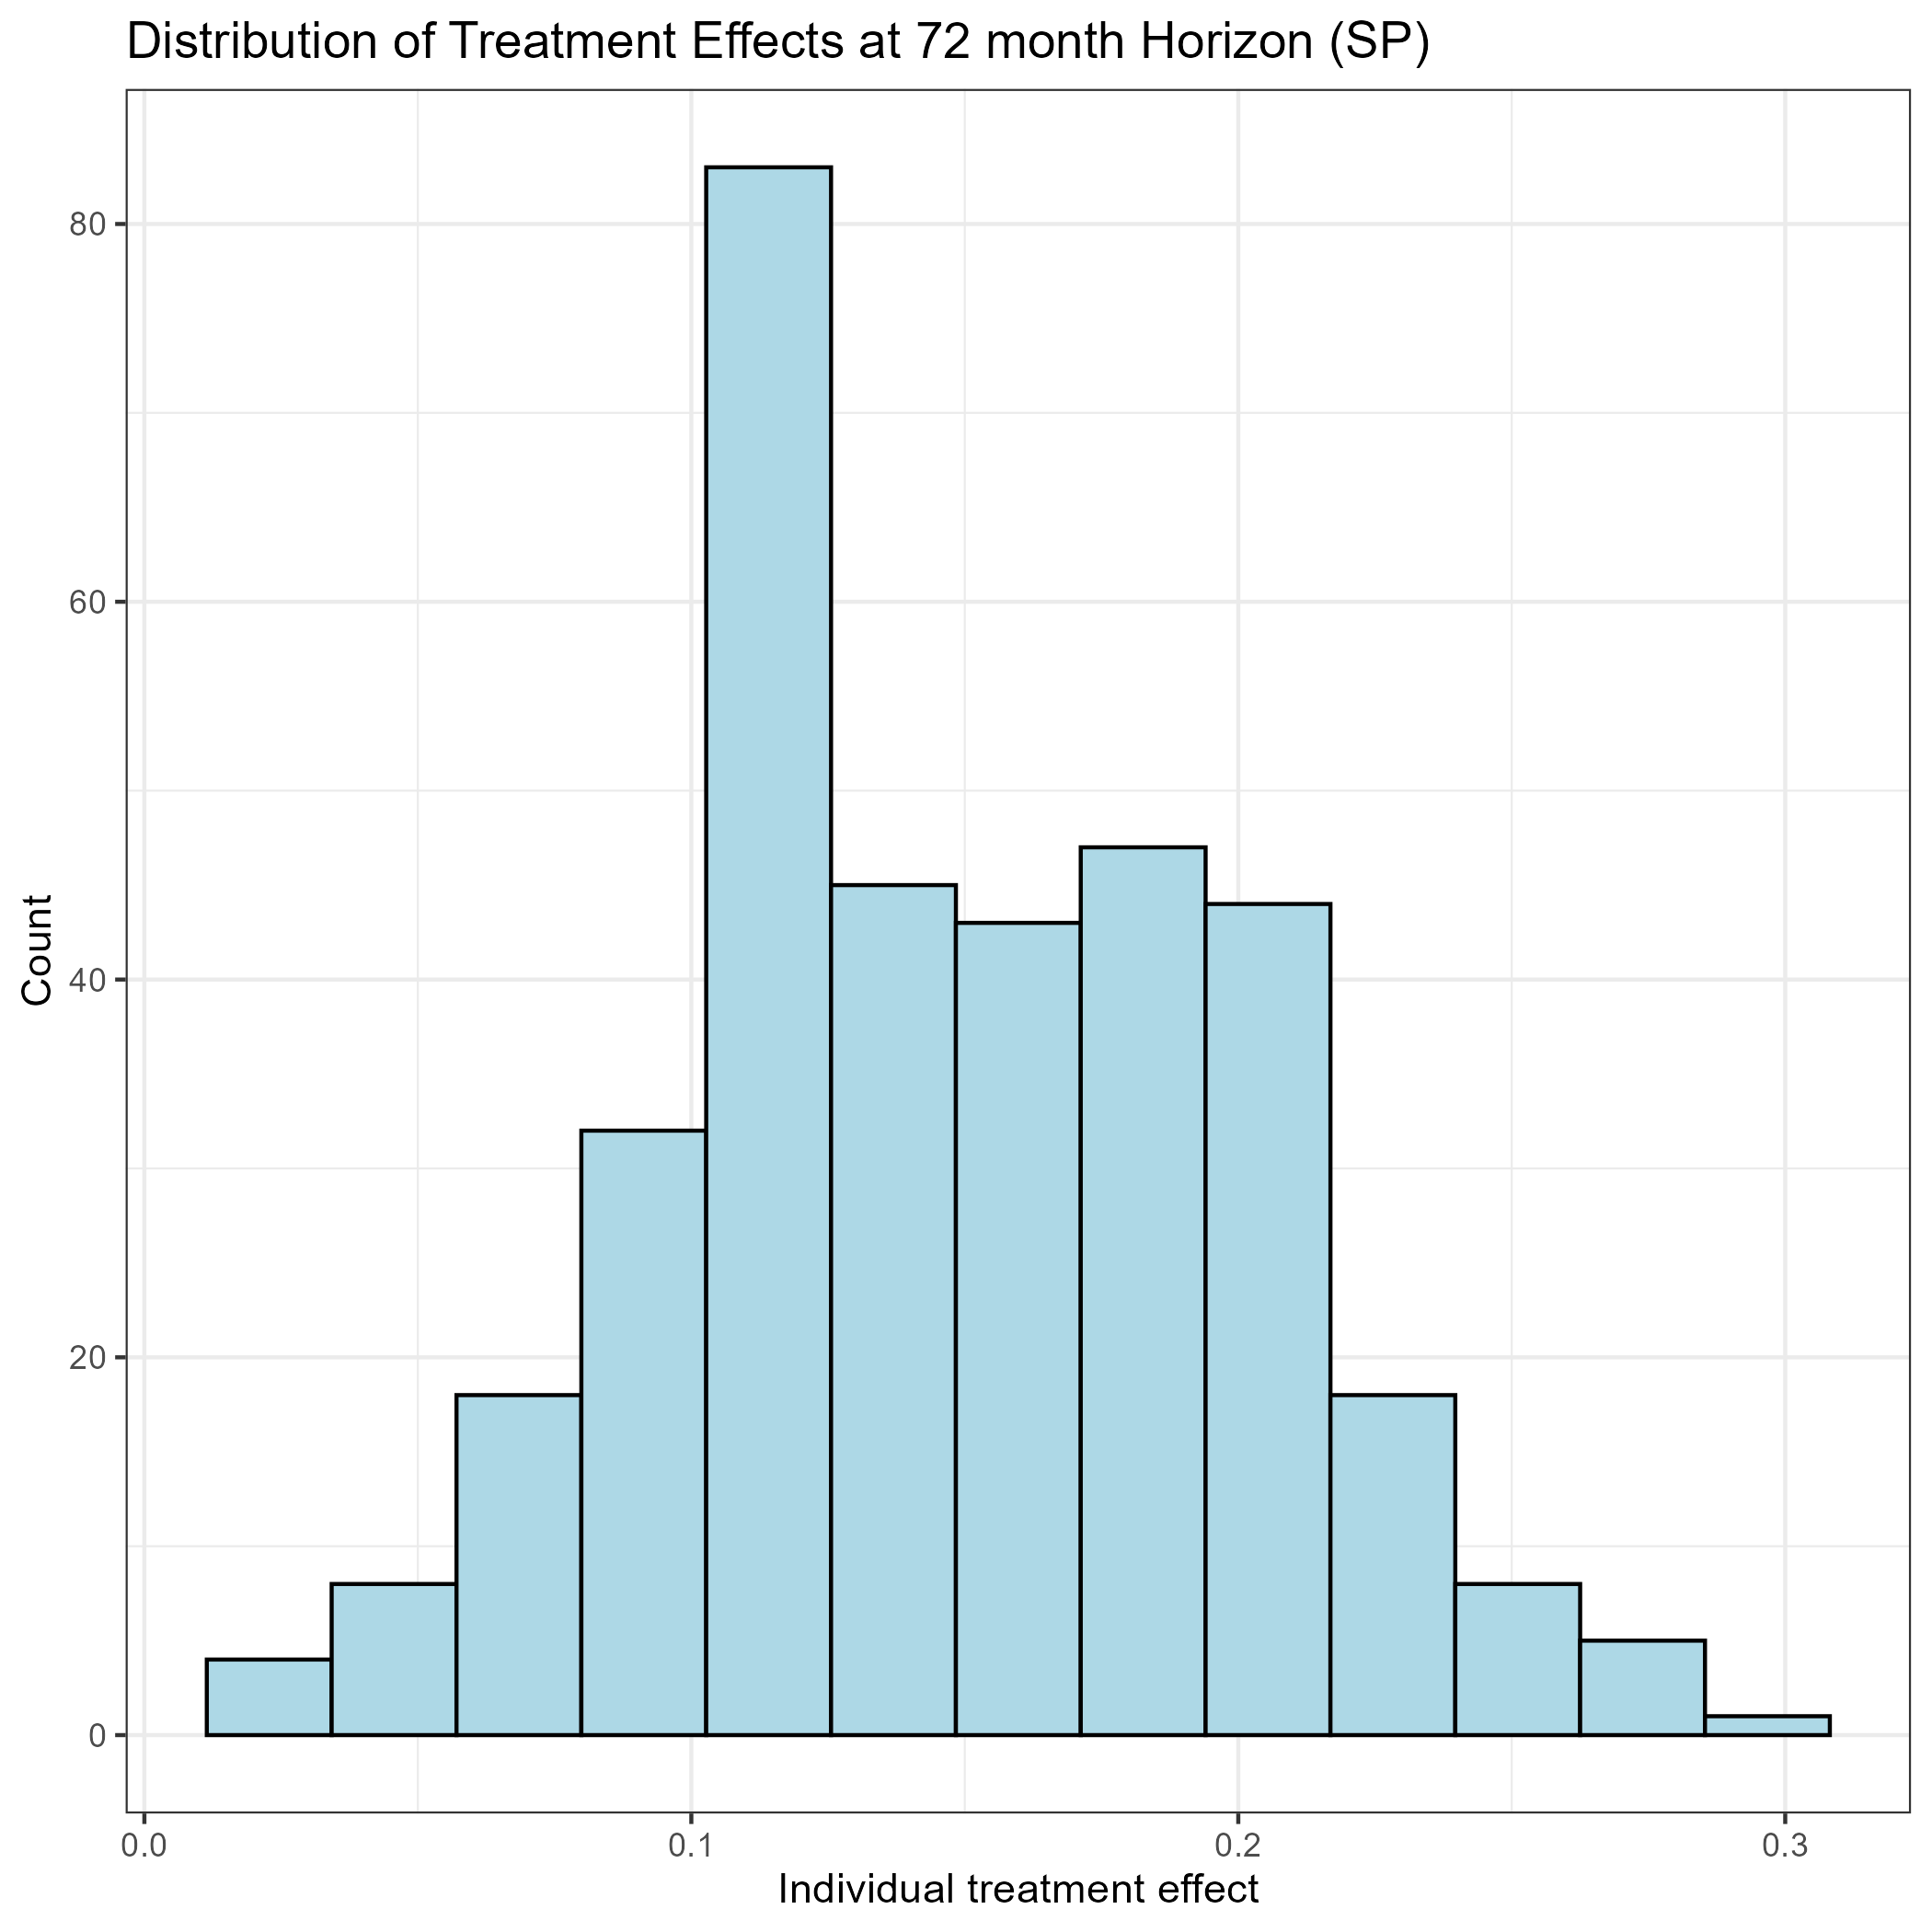 Distribution of Treatment Effects at 72 month Horizon (SP)
80
60
40
20
0
Count
0.0 0.1 0.2 0.3
Individual treatment effect